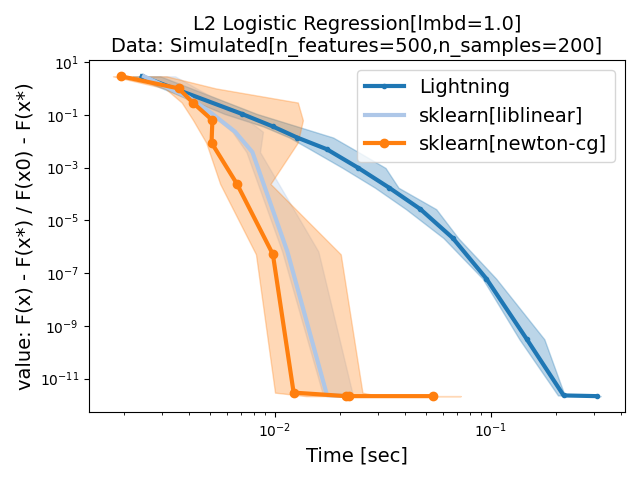 L2 Logistic Regression[lmbd=1.0]
Data: Simulated[n_features=500,n_samples=200]
value: F(x) - F(x*) / F(x0) - F(x*)
10¹
10⁻¹
10⁻³
10⁻⁵
10⁻⁷
10⁻⁹
10⁻¹¹
Lightning
sklearn[liblinear]
sklearn[newton-cg]
10⁻²
10⁻¹
Time [sec]